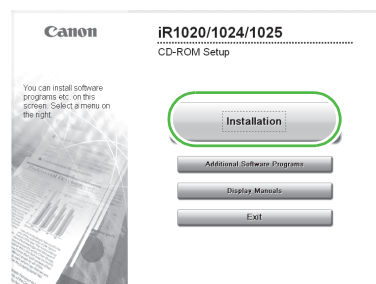 Canon
iR1020/1024/1025
CD-ROM Setup
You can install software
programs etc. on this
screen. Select a menu on
the right.
Installation
Additional Software Programs
Display Manuals
Exit